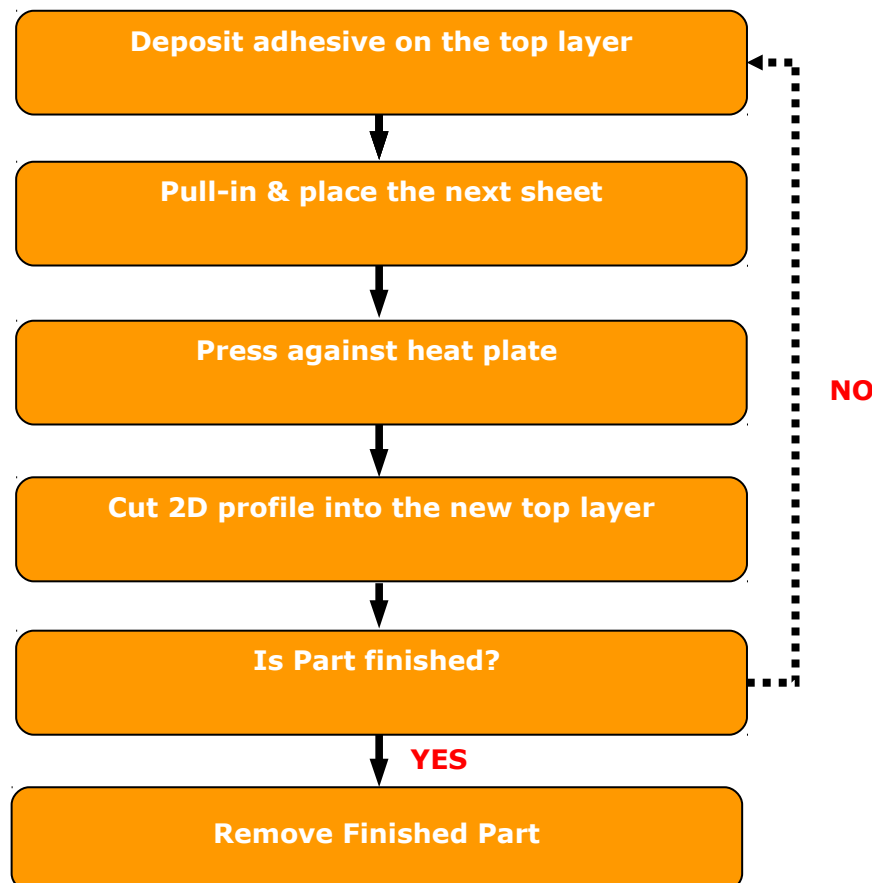 Deposit adhesive on the top layer
Pull-in & place the next sheet
Press against heat plate
NO
Cut 2D profile into the new top layer
Is Part finished?
YES
Remove Finished Part